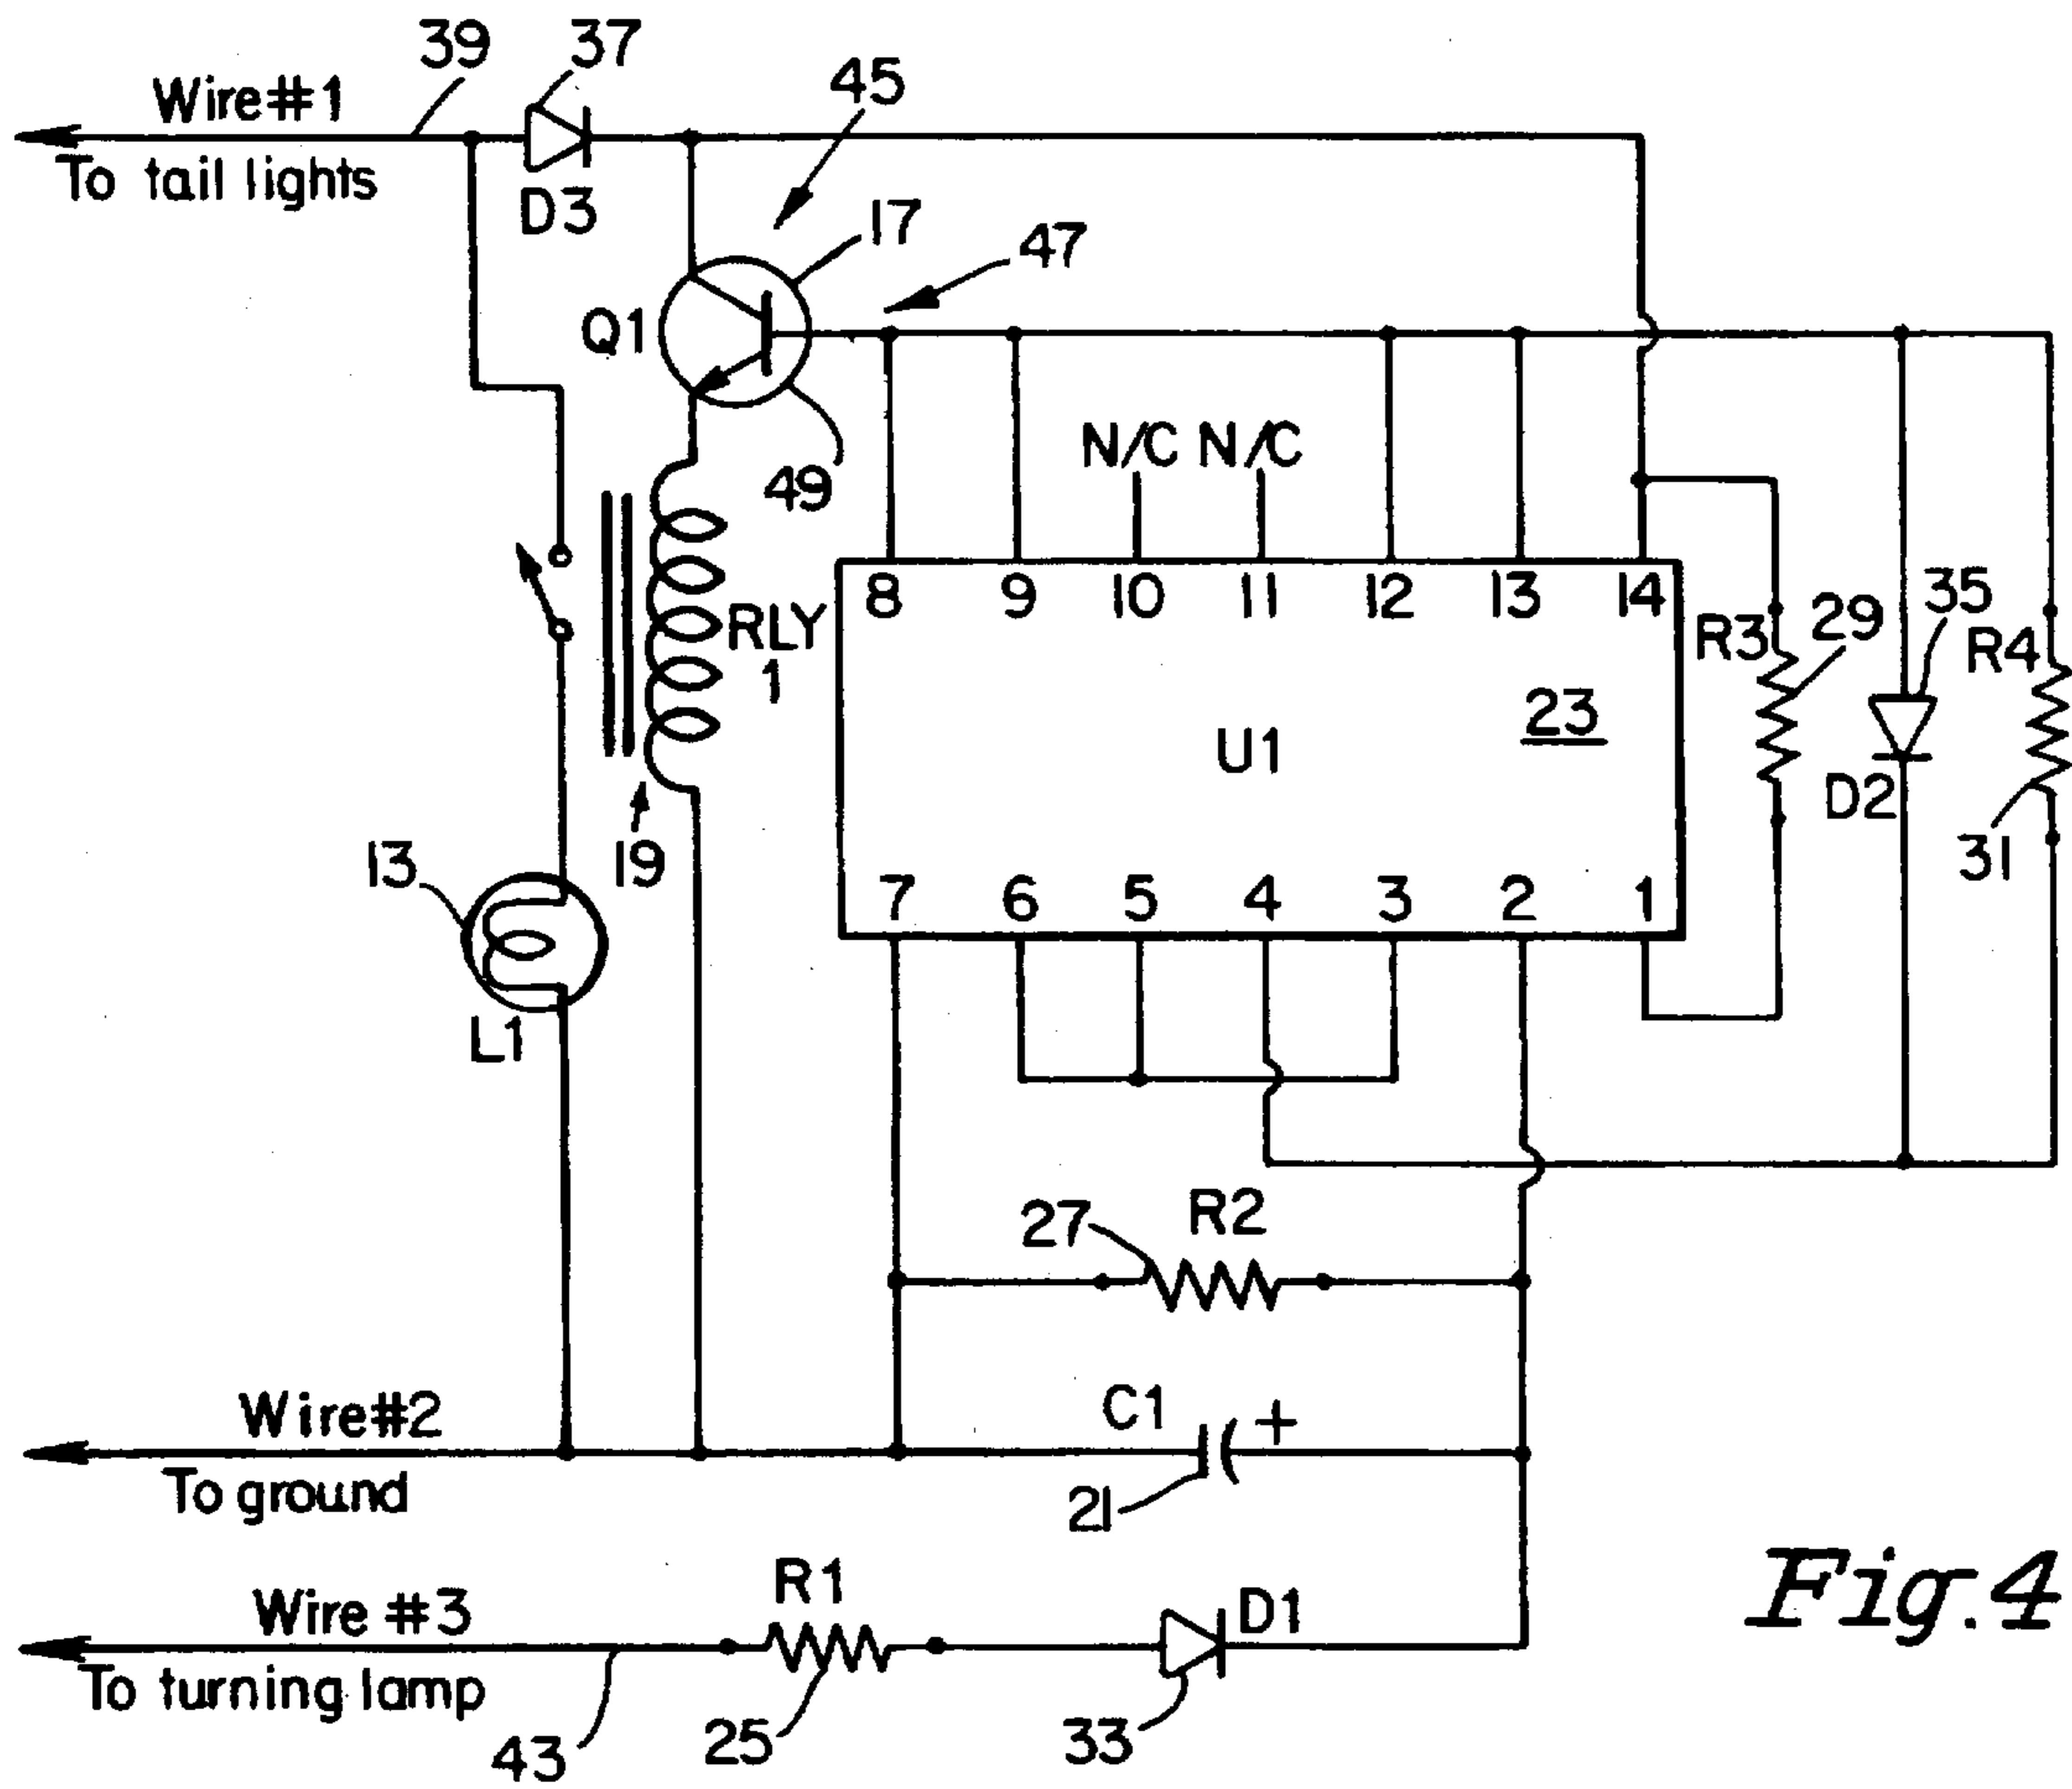 39
37
45
Wire#1
To tail lights
D3
17
47
Q1
49
N/C N/C
8 9 10 11 12 13 14
RLY
1
R3
29
35
R4
23
U1
D2
31
13
19
7 6 5 4 3 2 1
L1
27
R2
Wire#2
To ground
C1
+
21
R1
D1
Wire #3
To turning lamp
43
25
33
Fig.4